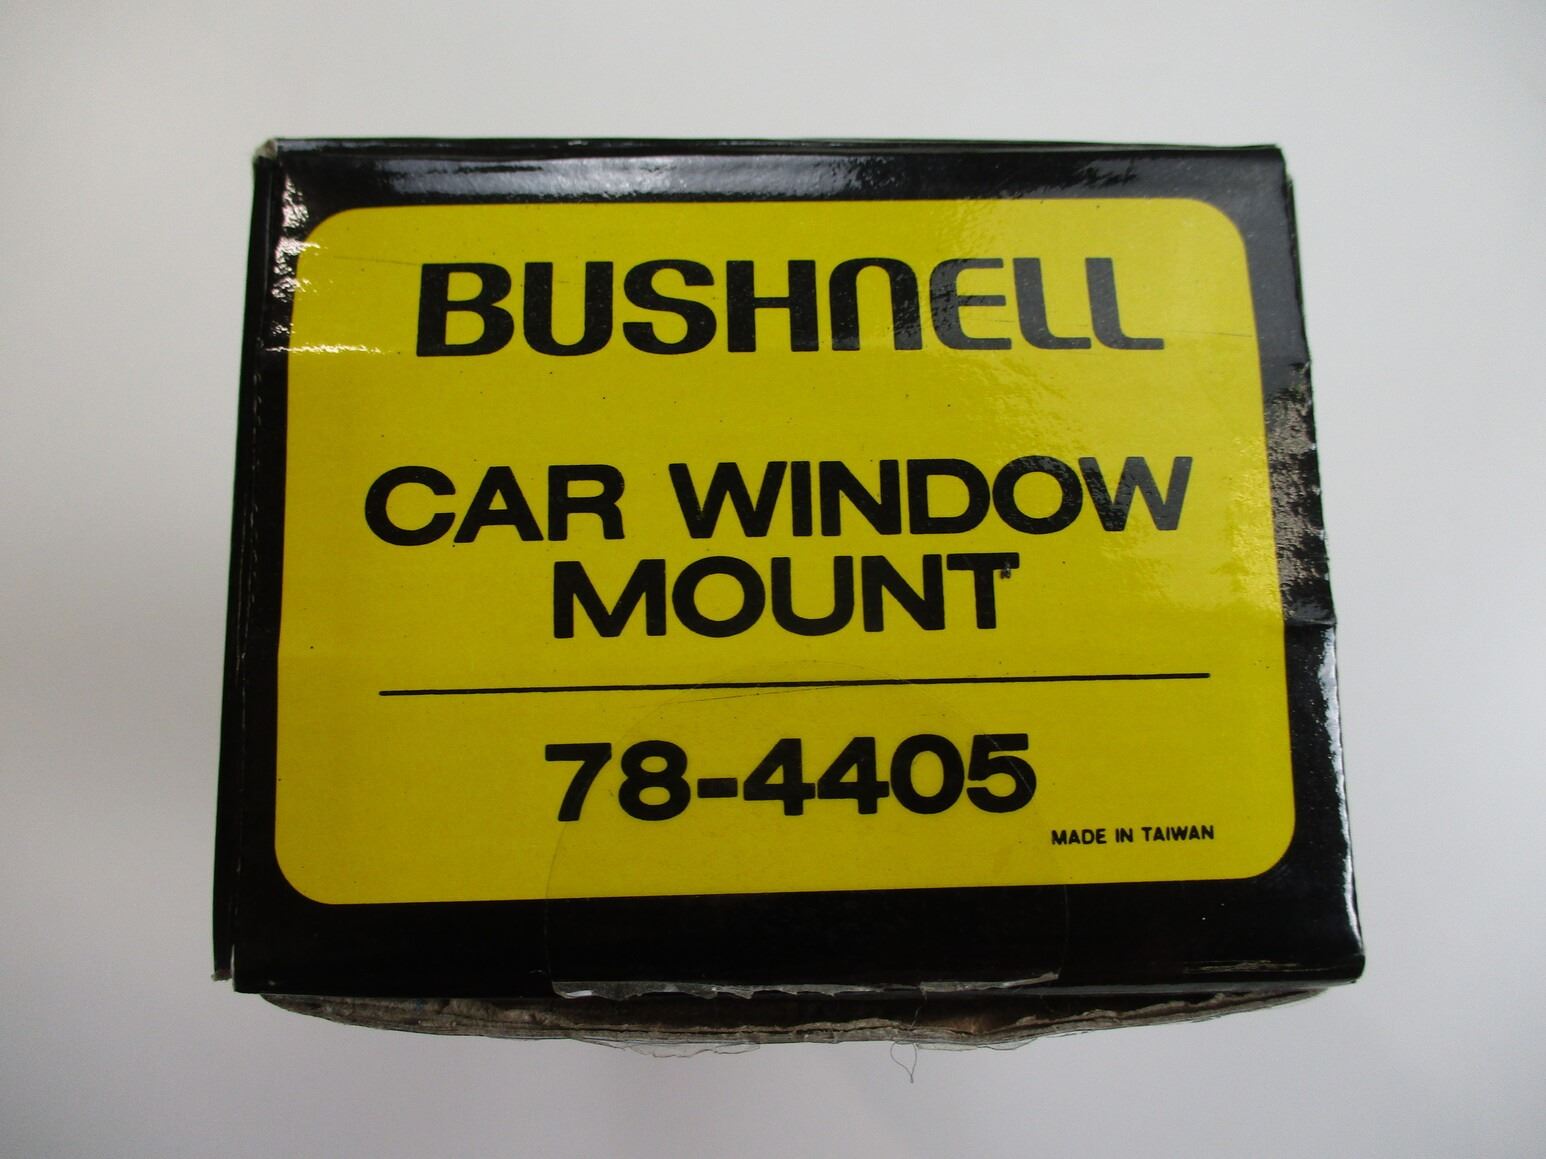 BUSHNELL
CAR WINDOW
MOUNT
78-4405
MADE IN TAIWAN